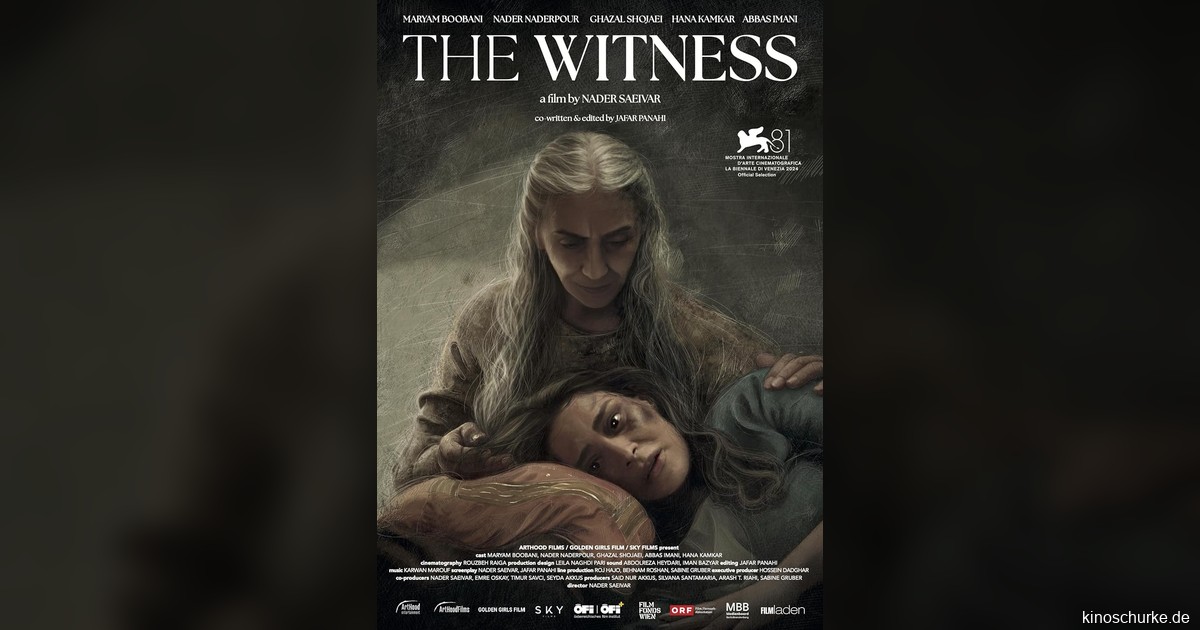 MARYAM BOOBANI NADER NADERPOUR GHAZAL SHOJAEI HANA KAMKAR ABBAS IMANI
THE WITNESS
a film by NADER SAEIVAR
co-written & edited by JAFAR PANAHI
81
MOSTRA INTERNAZIONALE
D'ARTE CINEMATOGRAFICA
LA BIENNALE DI VENEZIA 2024
Official Selection
ARTHOOD FILMS / GOLDEN GIRLS FILM / SKY FILMS present
cast MARYAM BOOBANI, NADER NADERPOUR, GHAZAL SHOJAEI, ABBAS IMANI, HANA KAMKAR
cinematography ROUZBEH RAIGA production design LEILA NAGHDI PARI sound ABDOLREZA HEYDARI, IMAN BAZYAR editing JAFAR PANAHI
music KARWAN MAROUF screenplay NADER SAEIVAR, JAFAR PANAHI line production ROJ HAJO, BEHNAM ROSHAN, SABINE GRUBER executive producer HOSSEIN DADGHAR
co-producers NADER SAEIVAR, EMRE OSKAY, TIMUR SAVCI, SEYDA AKKUS producers SAID NUR AKKUS, SILVANA SANTAMARIA, ARASH T. RIAHI, SABINE GRUBER
director NADER SAEIVAR
ArtHood ArtHoodFilms GOLDEN GIRLS FILM SKY FILMS ÖFI ÖFI+ FILM FONDS WIEN ORF MBB FILMladen
kinoschurke.de